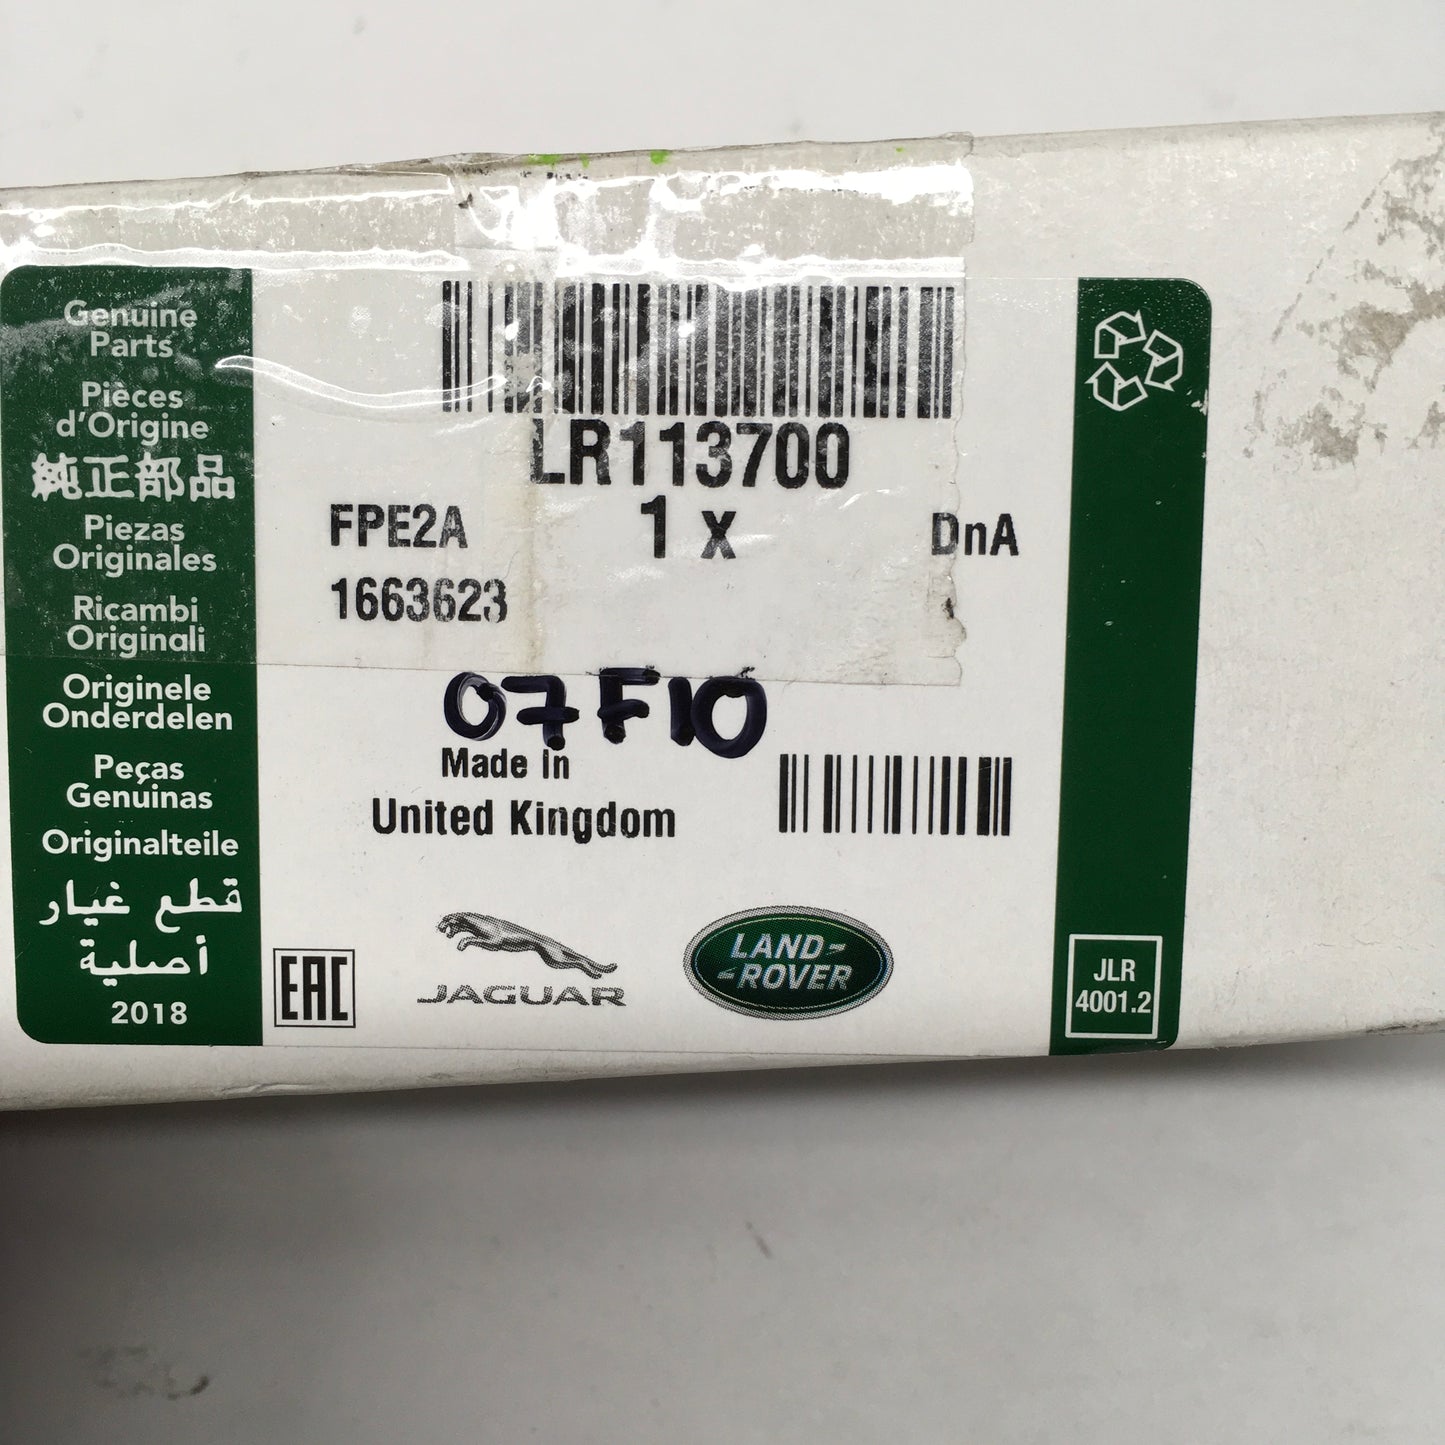 Genuine
Parts
Pièces
d'Origine
純正部品
Piezas
Originales
Ricambi
Originali
Originele
Onderdelen
Peças
Genuinas
Originalteile
قطع غيار
أصلية
2018
LR113700
FPE2A 1 x DnA
1663623
07F10
Made in
United Kingdom
EAC
JAGUAR
LAND-
-ROVER
JLR
4001.2